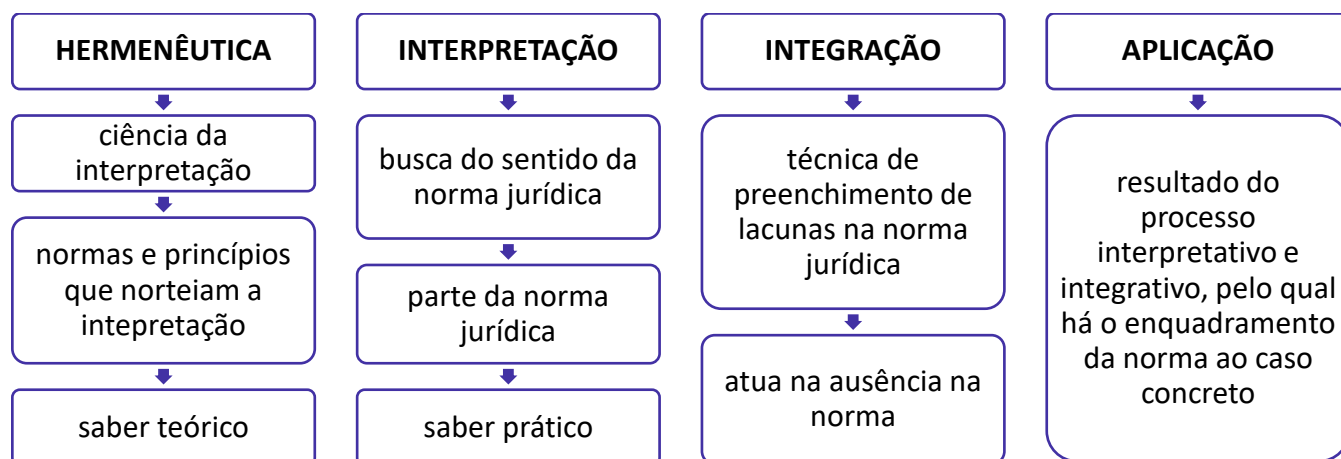 HERMENÊUTICA
ciência da
interpretação
normas e princípios
que norteiam a
intepretação
saber teórico
INTERPRETAÇÃO
busca do sentido da
norma jurídica
parte da norma
jurídica
saber prático
INTEGRAÇÃO
técnica de
preenchimento de
lacunas na norma
jurídica
atua na ausência na
norma
APLICAÇÃO
resultado do
processo
interpretativo e
integrativo, pelo qual
há o enquadramento
da norma ao caso
concreto